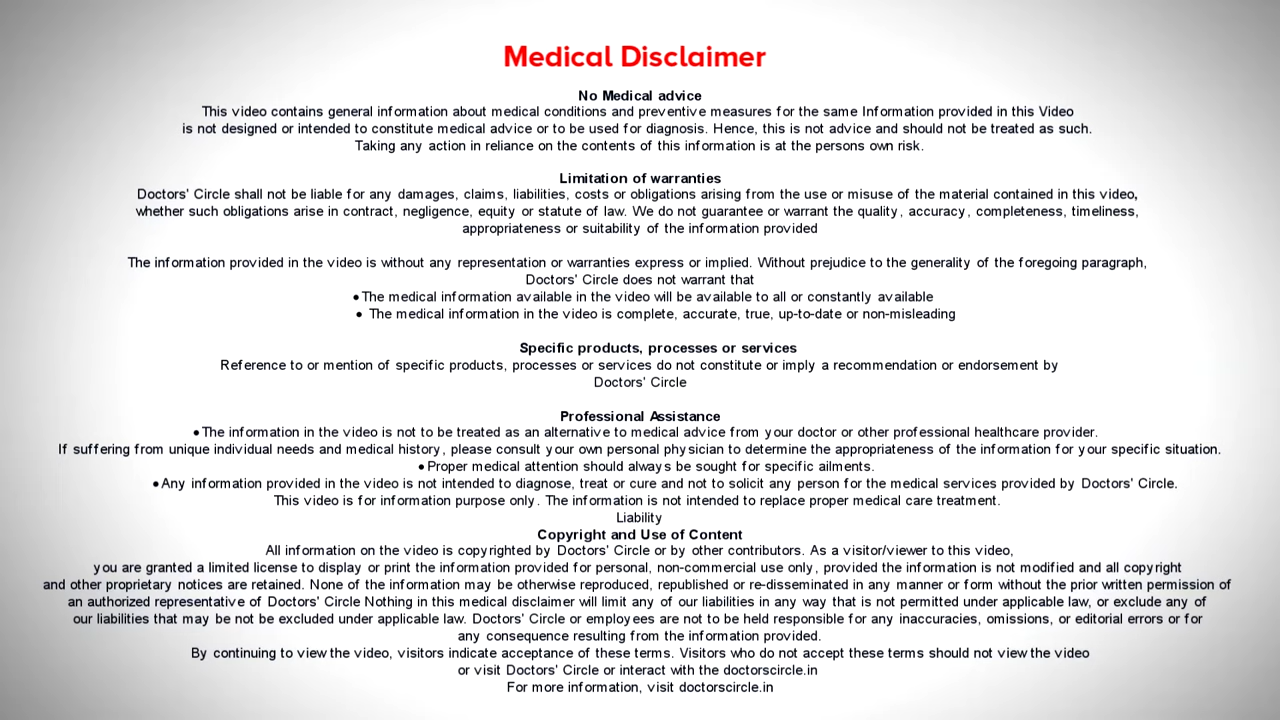 Medical Disclaimer
No Medical advice
This video contains general information about medical conditions and preventive measures for the same Information provided in this Video
is not designed or intended to constitute medical advice or to be used for diagnosis. Hence, this is not advice and should not be treated as such.
Taking any action in reliance on the contents of this information is at the persons own risk.
Limitation of warranties
Doctors' Circle shall not be liable for any damages, claims, liabilities, costs or obligations arising from the use or misuse of the material contained in this video,
whether such obligations arise in contract, negligence, equity or statute of law. We do not guarantee or warrant the quality, accuracy, completeness, timeliness,
appropriateness or suitability of the information provided
The information provided in the video is without any representation or warranties express or implied. Without prejudice to the generality of the foregoing paragraph,
Doctors' Circle does not warrant that
• The medical information available in the video will be available to all or constantly available
• The medical information in the video is complete, accurate, true, up-to-date or non-misleading
Specific products, processes or services
Reference to or mention of specific products, processes or services do not constitute or imply a recommendation or endorsement by
Doctors' Circle
Professional Assistance
• The information in the video is not to be treated as an alternative to medical advice from your doctor or other professional healthcare provider.
If suffering from unique individual needs and medical history, please consult your own personal physician to determine the appropriateness of the information for your specific situation.
• Proper medical attention should always be sought for specific ailments.
• Any information provided in the video is not intended to diagnose, treat or cure and not to solicit any person for the medical services provided by Doctors' Circle.
This video is for information purpose only. The information is not intended to replace proper medical care treatment.
Liability
Copyright and Use of Content
All information on the video is copyrighted by Doctors' Circle or by other contributors. As a visitor/viewer to this video,
you are granted a limited license to display or print the information provided for personal, non-commercial use only, provided the information is not modified and all copyright
and other proprietary notices are retained. None of the information may be otherwise reproduced, republished or re-disseminated in any manner or form without the prior written permission of
an authorized representative of Doctors' Circle Nothing in this medical disclaimer will limit any of our liabilities in any way that is not permitted under applicable law, or exclude any of
our liabilities that may be not be excluded under applicable law. Doctors' Circle or employees are not to be held responsible for any inaccuracies, omissions, or editorial errors or for
any consequence resulting from the information provided.
By continuing to view the video, visitors indicate acceptance of these terms. Visitors who do not accept these terms should not view the video
or visit Doctors' Circle or interact with the doctorscircle.in
For more information, visit doctorscircle.in